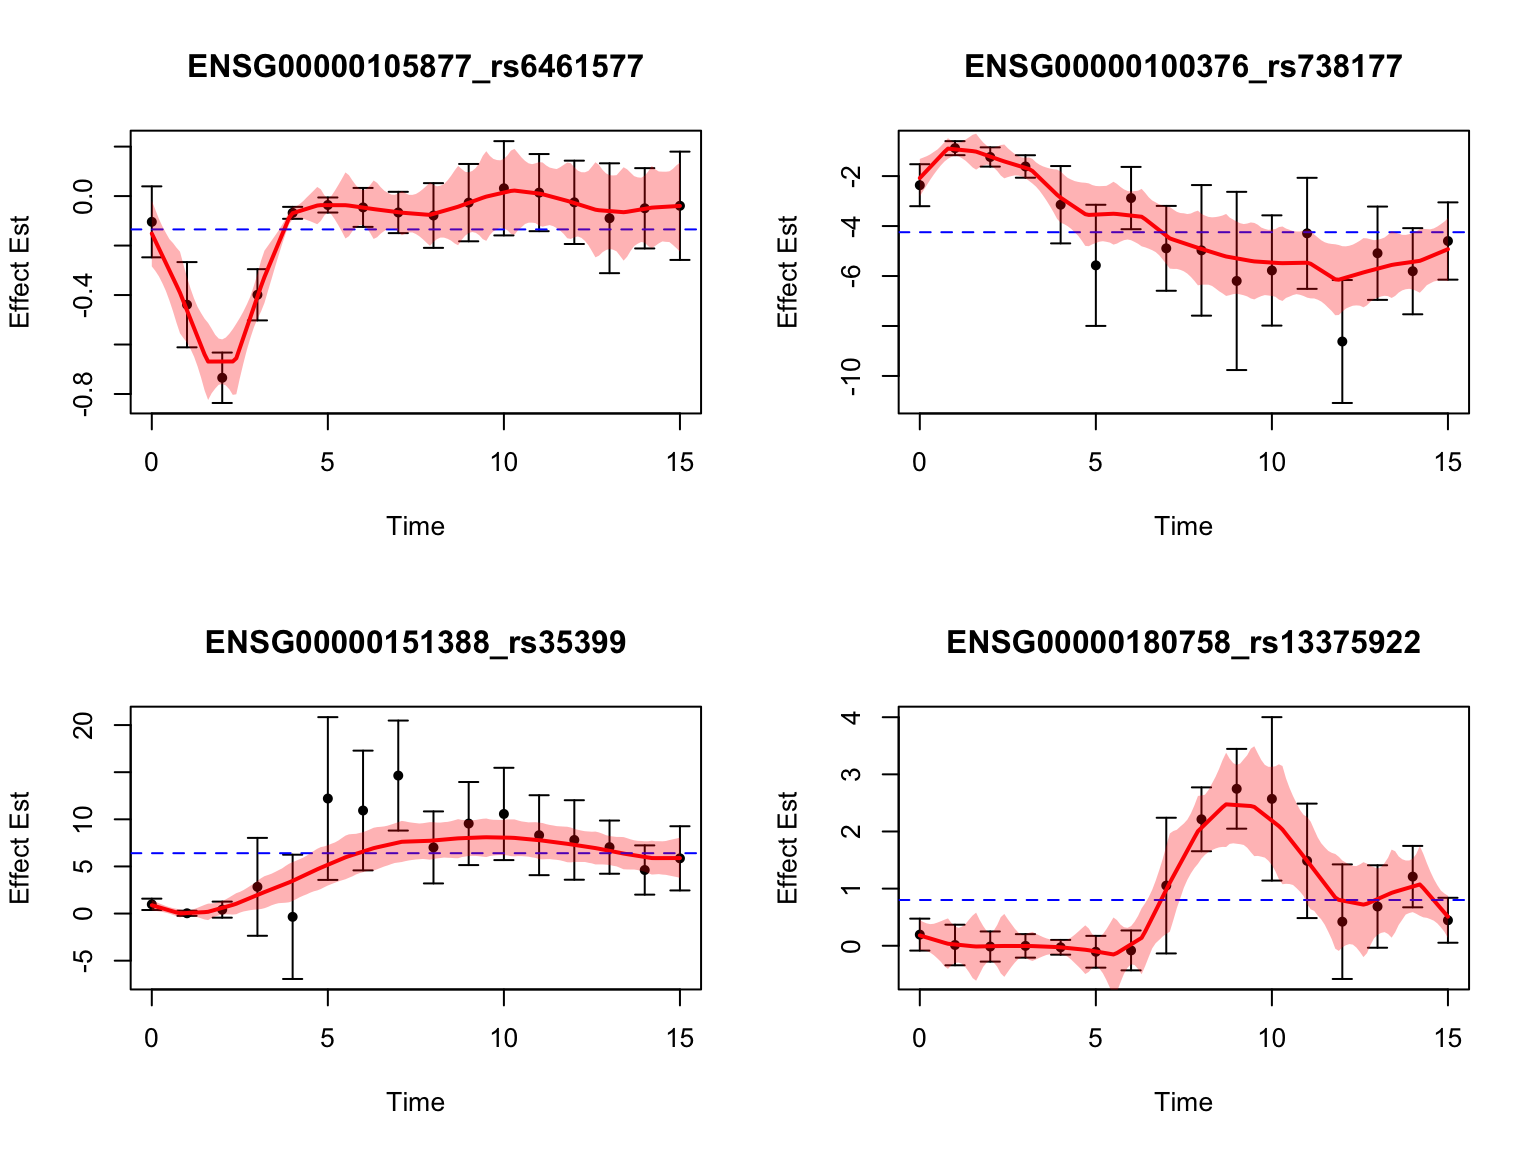 ENSG00000105877_rs6461577
Effect Est
0.0
-0.4
-0.8
0 5 10 15
Time
ENSG00000100376_rs738177
Effect Est
-2
-4
-6
-10
0 5 10 15
Time
ENSG00000151388_rs35399
Effect Est
20
10
5
0
-5
0 5 10 15
Time
ENSG00000180758_rs13375922
Effect Est
4
3
2
1
0
0 5 10 15
Time